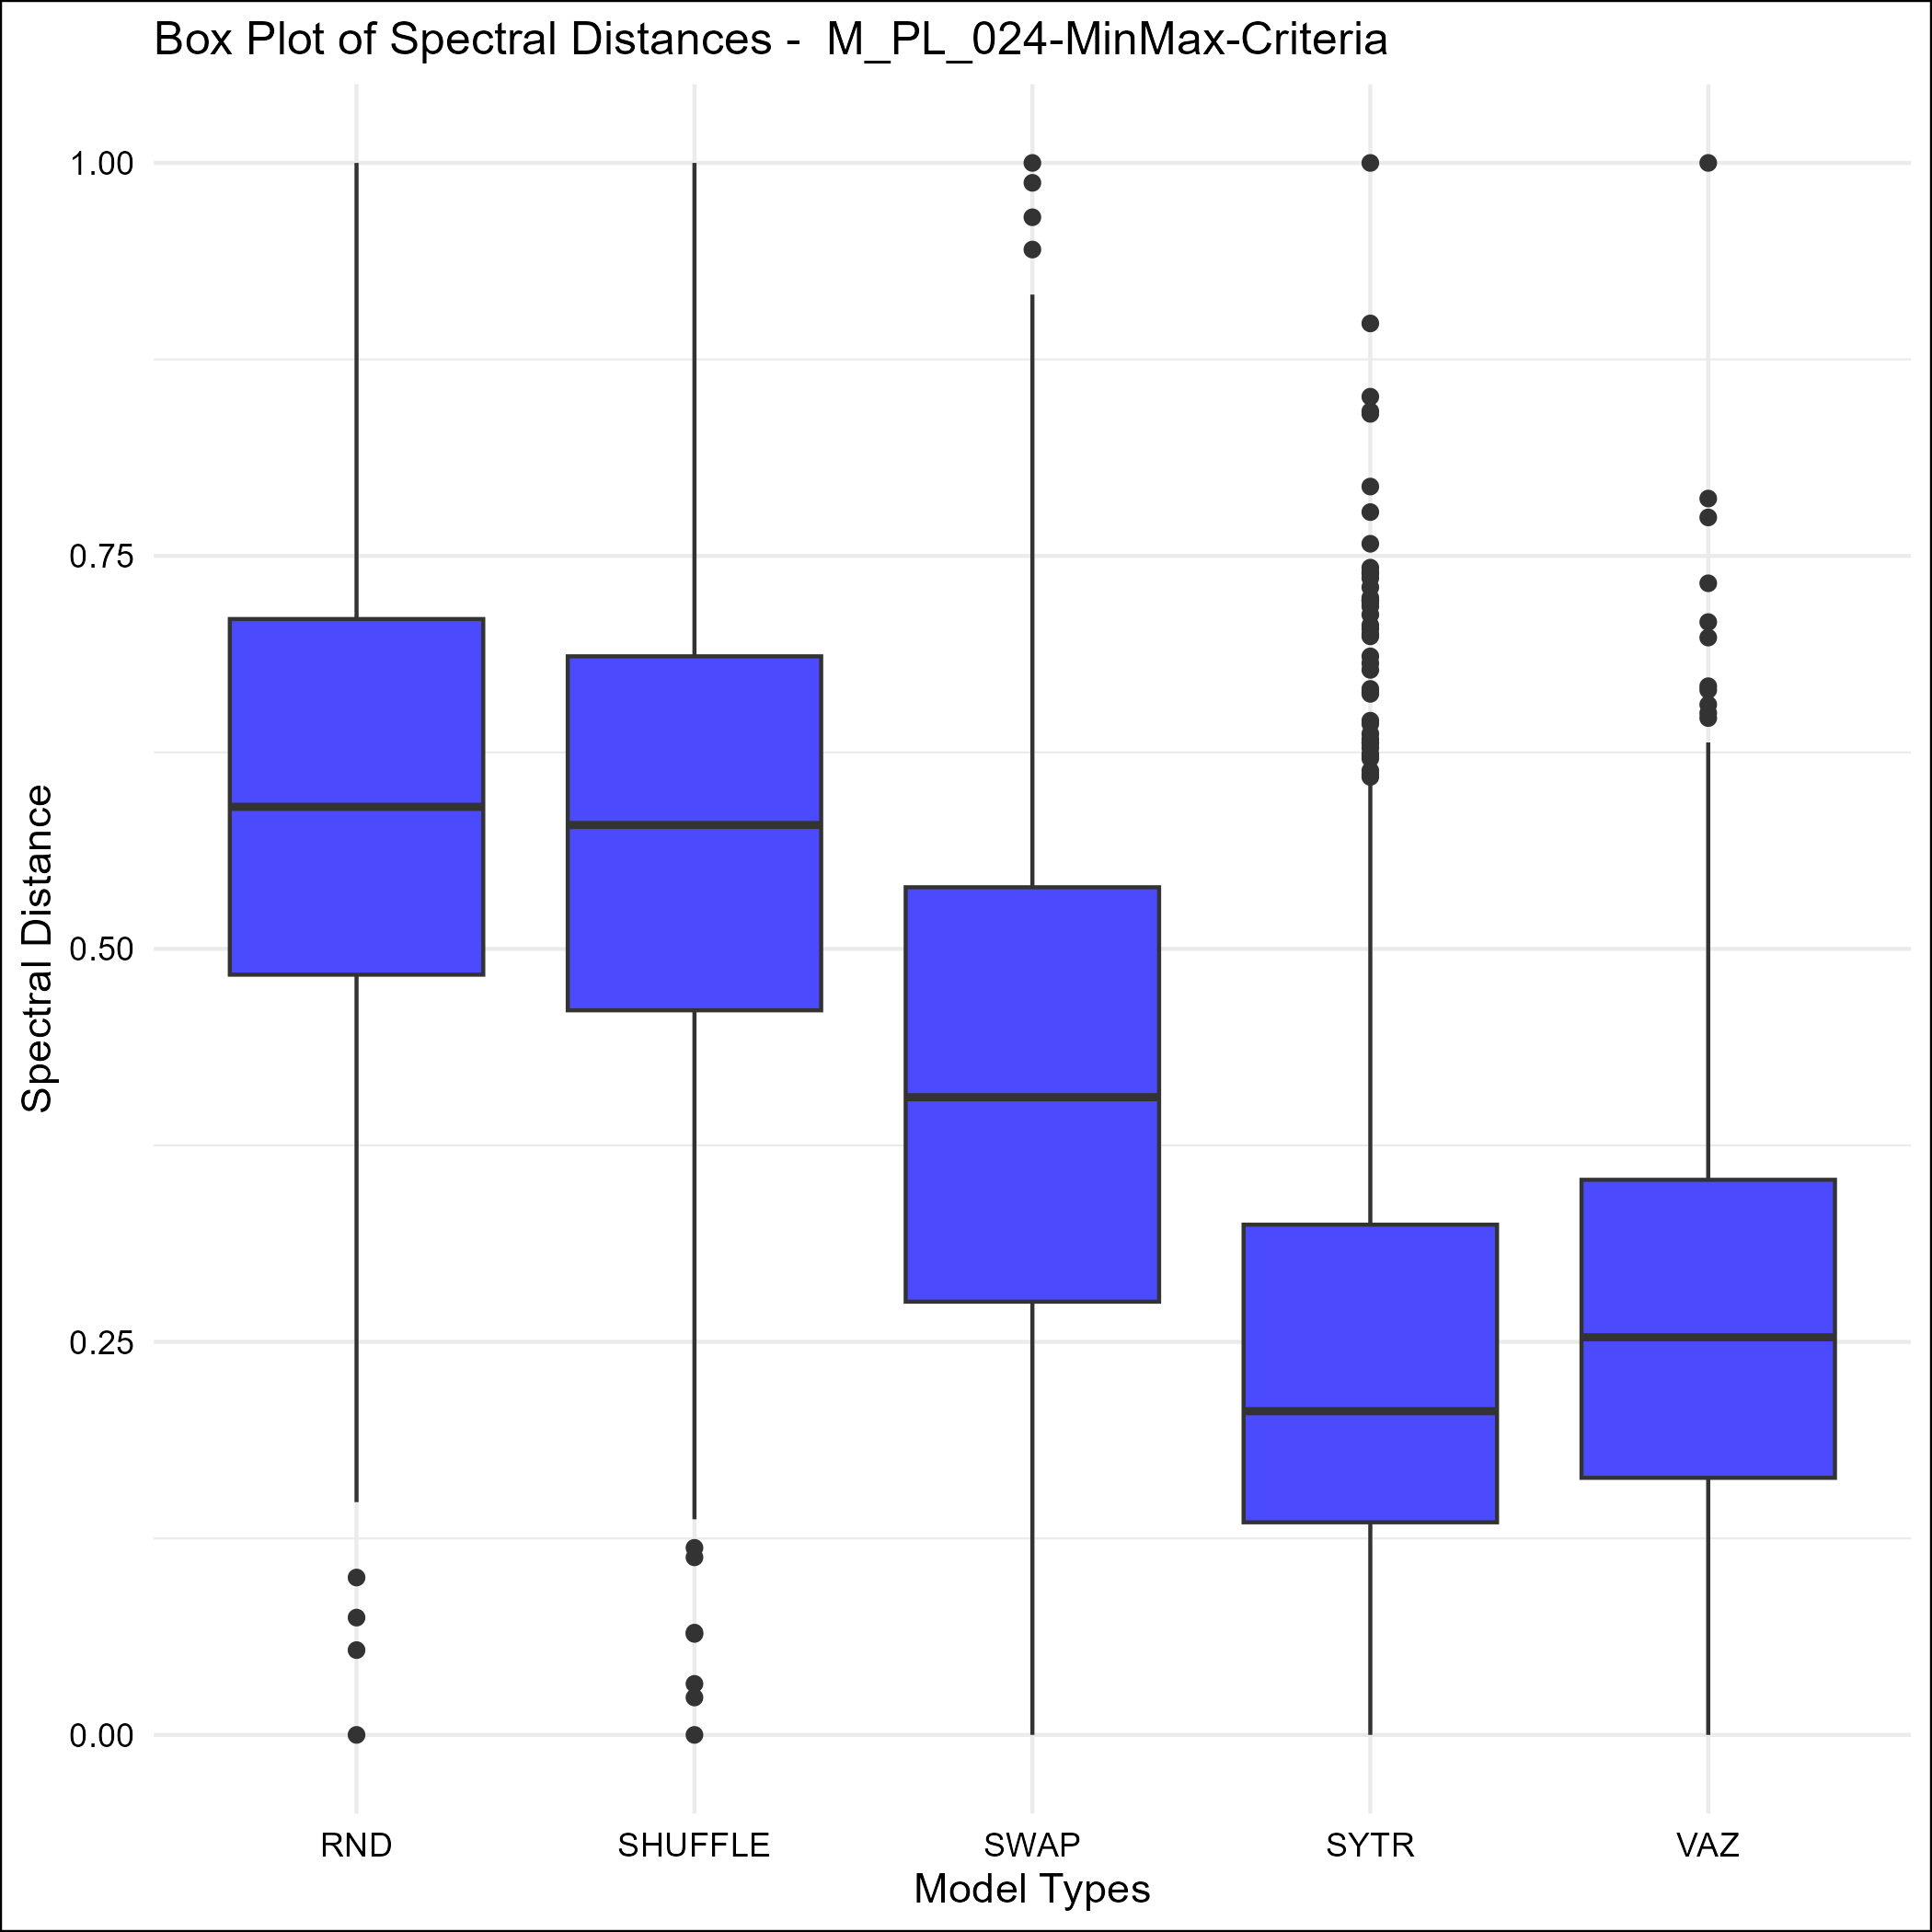 Box Plot of Spectral Distances -  M_PL_024-MinMax-Criteria
Spectral Distance
1.00
0.75
0.50
0.25
0.00
RND SHUFFLE SWAP SYTR VAZ
Model Types